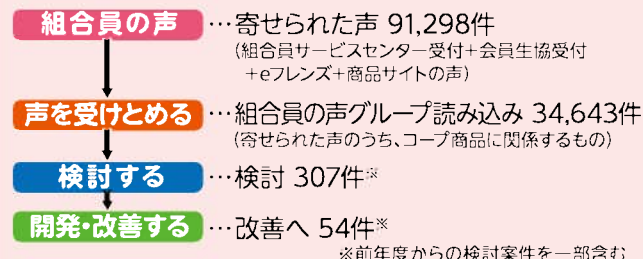 組合員の声 …寄せられた声 91,298件
(組合員サービスセンター受付+会員生協受付
+eフレンズ+商品サイトの声)
声を受けとめる …組合員の声グループ読み込み 34,643件
(寄せられた声のうち、コープ商品に関係するもの)
検討する …検討 307件※
開発・改善する …改善へ 54件※
※前年度からの検討案件を一部含む